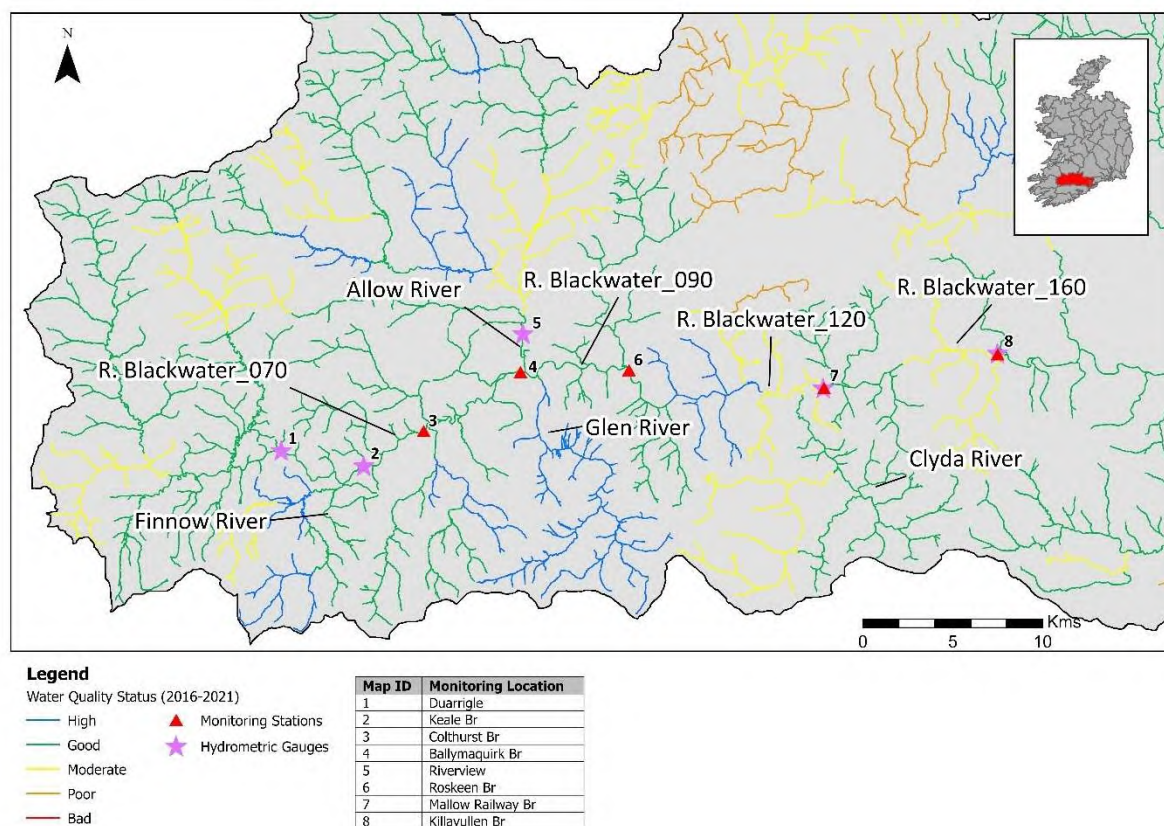 N
Allow River
R. Blackwater_090
R. Blackwater_160
R. Blackwater_120
R. Blackwater_070
5
8
4
6
7
3
Glen River
1
2
Clyda River
Finnow River
Kms
0 5 10
Legend
Water Quality Status (2016-2021)
High
Good
Moderate
Poor
Bad
Monitoring Stations
Hydrometric Gauges
Map ID Monitoring Location
1 Duarrigle
2 Keale Br
3 Colthurst Br
4 Ballymaquirk Br
5 Riverview
6 Roskeen Br
7 Mallow Railway Br
8 Killavullen Br